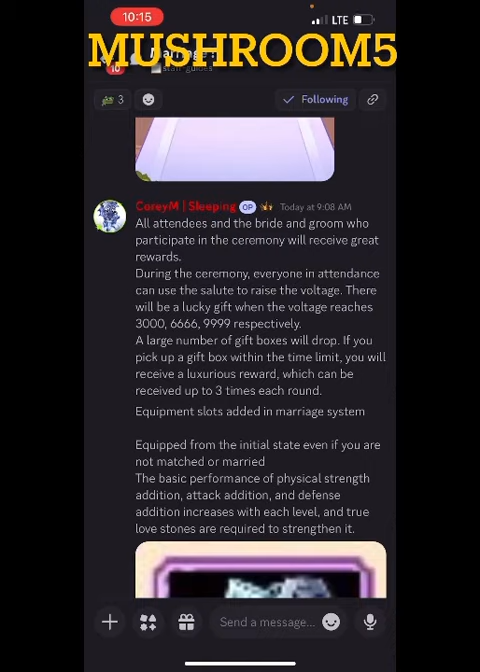 10:15
LTE
MUSHROOM5
10
staff guides
3
Following
CoreyM | Sleeping OP Today at 9:08 AM
All attendees and the bride and groom who
participate in the ceremony will receive great
rewards.
During the ceremony, everyone in attendance
can use the salute to raise the voltage. There
will be a lucky gift when the voltage reaches
3000, 6666, 9999 respectively.
A large number of gift boxes will drop. If you
pick up a gift box within the time limit, you will
receive a luxurious reward, which can be
received up to 3 times each round.
Equipment slots added in marriage system
Equipped from the initial state even if you are
not matched or married
The basic performance of physical strength
addition, attack addition, and defense
addition increases with each level, and true
love stones are required to strengthen it.
Send a message...